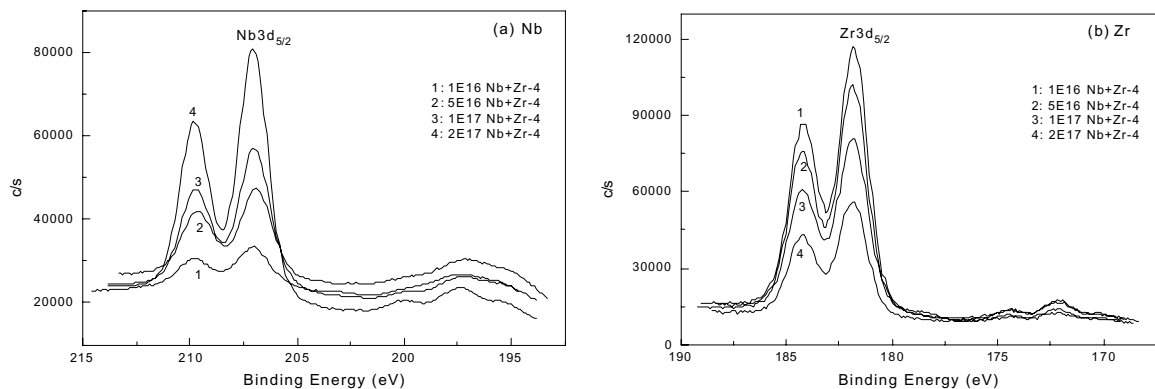 (a) Nb
Nb3d5/2
1: 1E16 Nb+Zr-4
2: 5E16 Nb+Zr-4
3: 1E17 Nb+Zr-4
4: 2E17 Nb+Zr-4
4
3
2
1
c/s
80000
60000
40000
20000
215
210
205
200
195
Binding Energy (eV)
(b) Zr
Zr3d5/2
1: 1E16 Nb+Zr-4
2: 5E16 Nb+Zr-4
3: 1E17 Nb+Zr-4
4: 2E17 Nb+Zr-4
1
2
3
4
c/s
120000
90000
60000
30000
0
190
185
180
175
170
Binding Energy (eV)